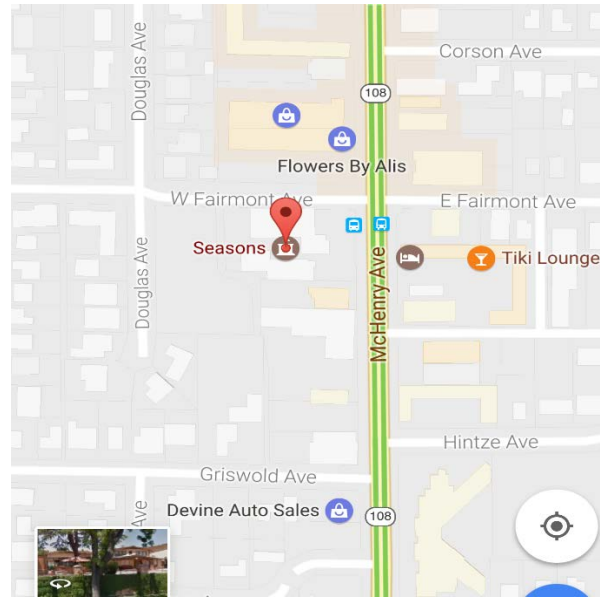 Douglas Ave
Corson Ave
108
Flowers By Alis
W Fairmont Ave
E Fairmont Ave
Seasons
Tiki Lounge
Douglas Ave
McHenry Ave
Hintze Ave
Griswold Ave
Devine Auto Sales
108
Ave